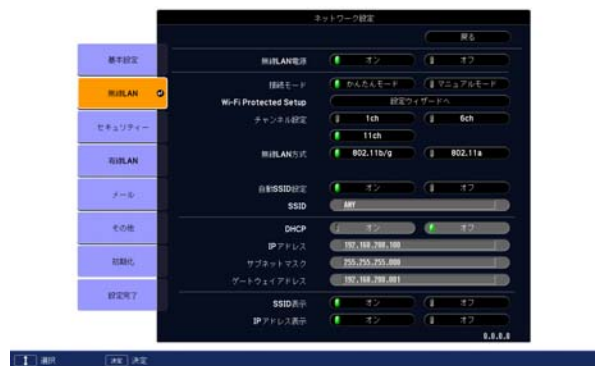 ネットワーク設定
戻る
基本設定
無線LAN
セキュリティー
有線LAN
メール
その他
初期化
設定完了
無線LAN電源 オン オフ
接続モード かんたんモード マニュアルモード
Wi-Fi Protected Setup 設定ウィザードへ
チャンネル設定 1ch 6ch
11ch
無線LAN方式 802.11b/g 802.11a
自動SSID設定 オン オフ
SSID ANY
DHCP オン オフ
IPアドレス 192.168.200.100
サブネットマスク 255.255.255.000
ゲートウェイアドレス 192.168.200.001
SSID表示 オン オフ
IPアドレス表示 オン オフ
0.0.0.0
選択 決定 決定